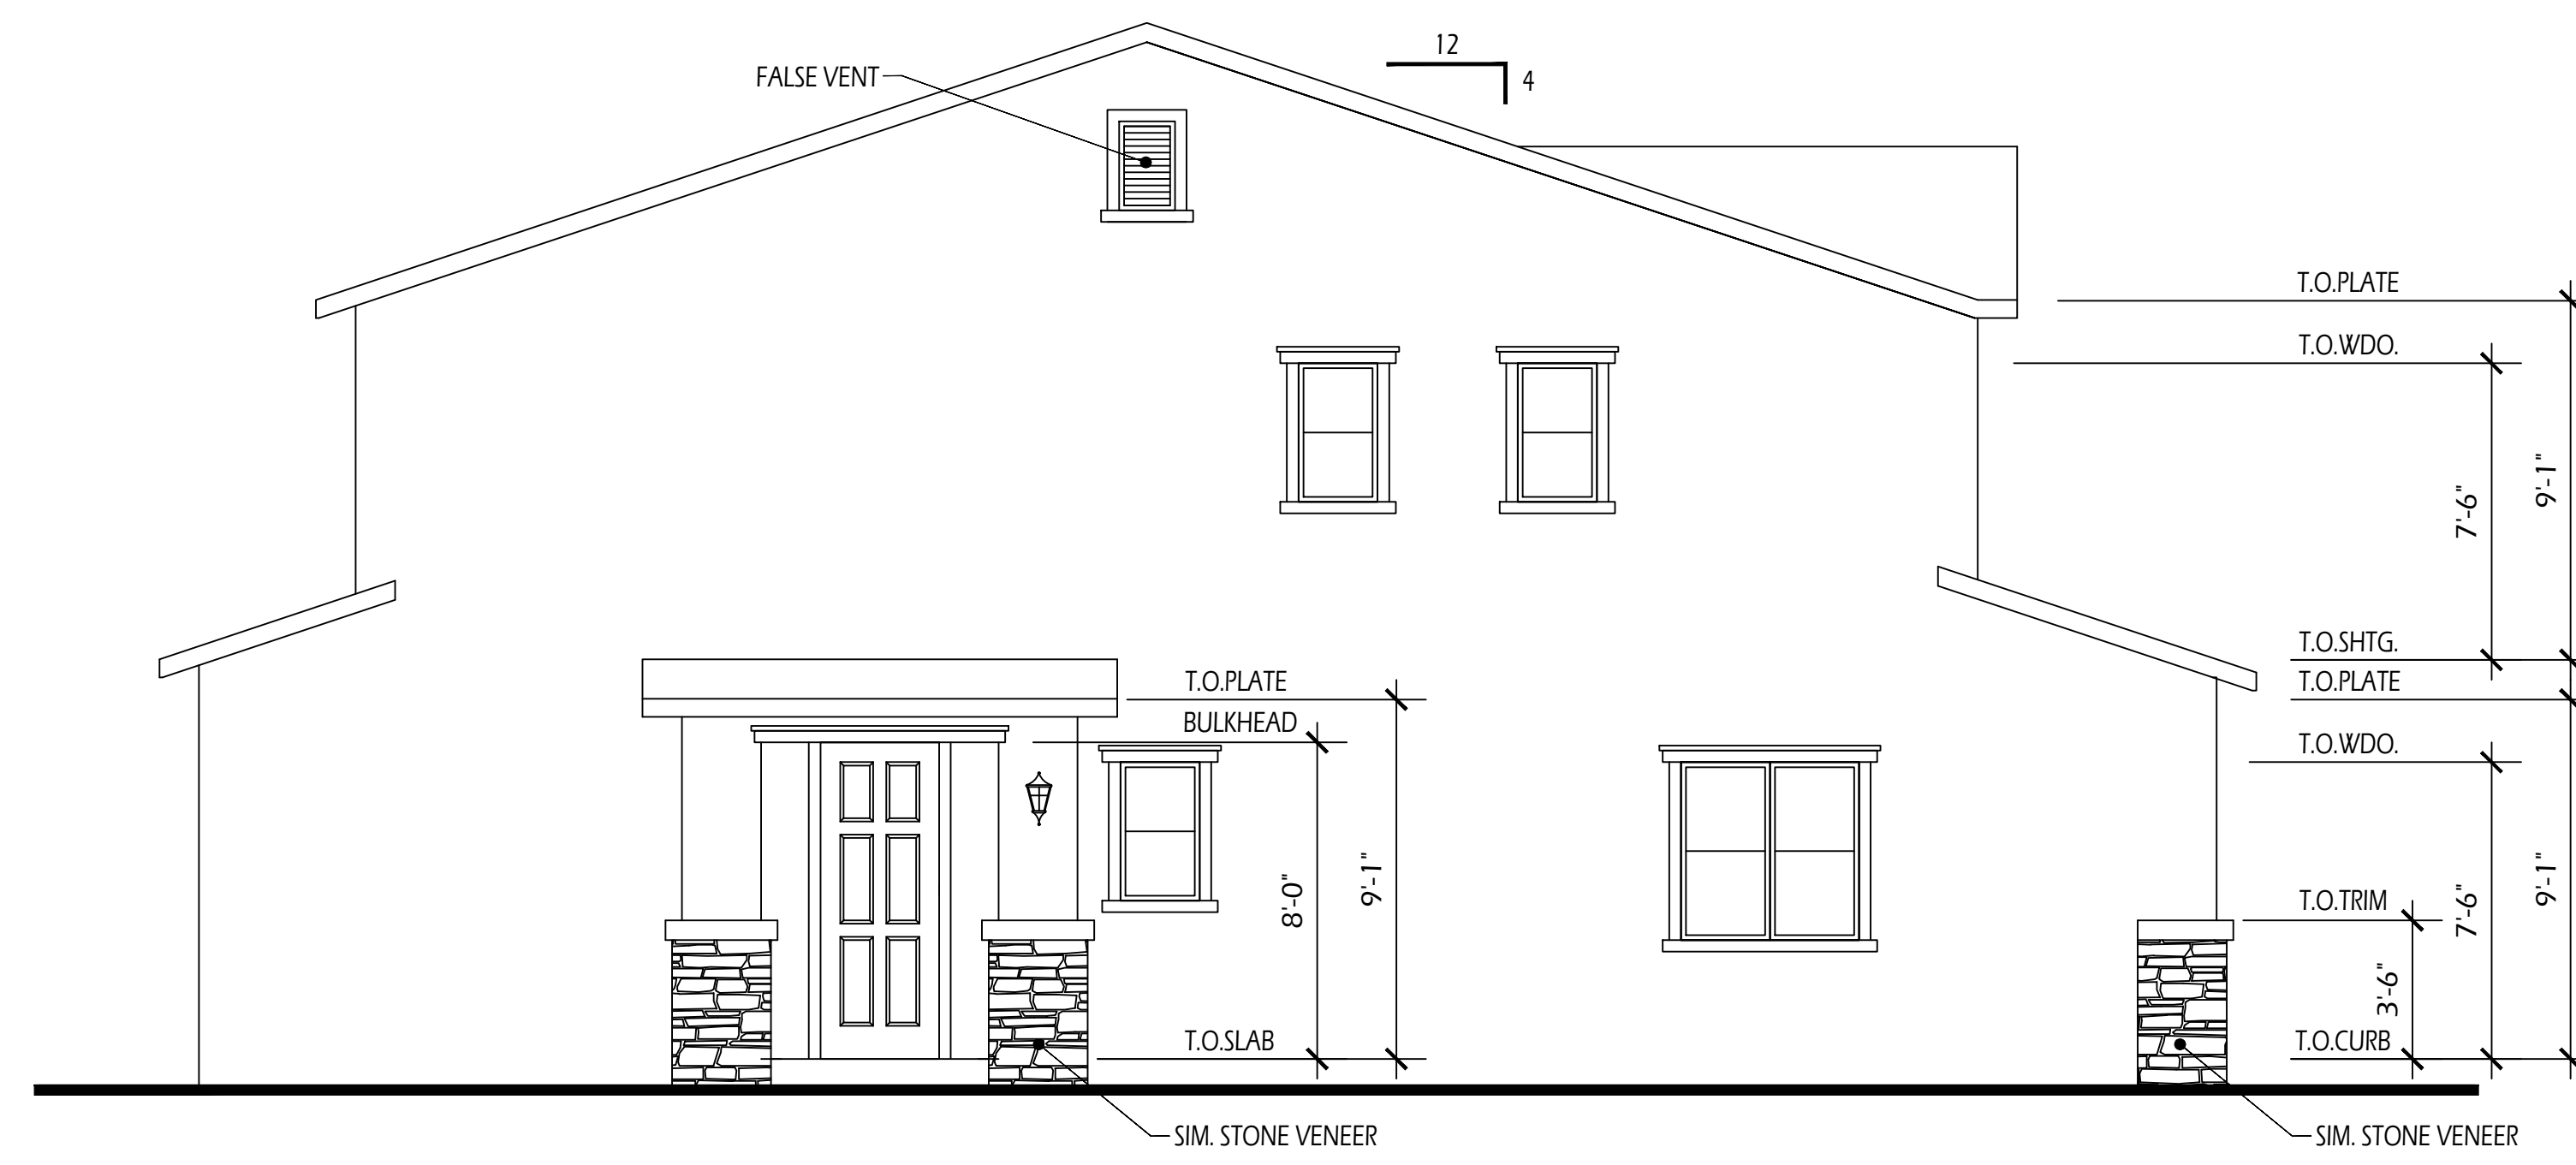 12
FALSE VENT
4
T.O.PLATE
T.O.WDO.
9'-1"
7'-6"
T.O.SHTG.
T.O.PLATE
T.O.PLATE
BULKHEAD
T.O.WDO.
8'-0"
9'-1"
9'-1"
7'-6"
T.O.TRIM
3'-6"
T.O.SLAB
T.O.CURB
SIM. STONE VENEER
SIM. STONE VENEER